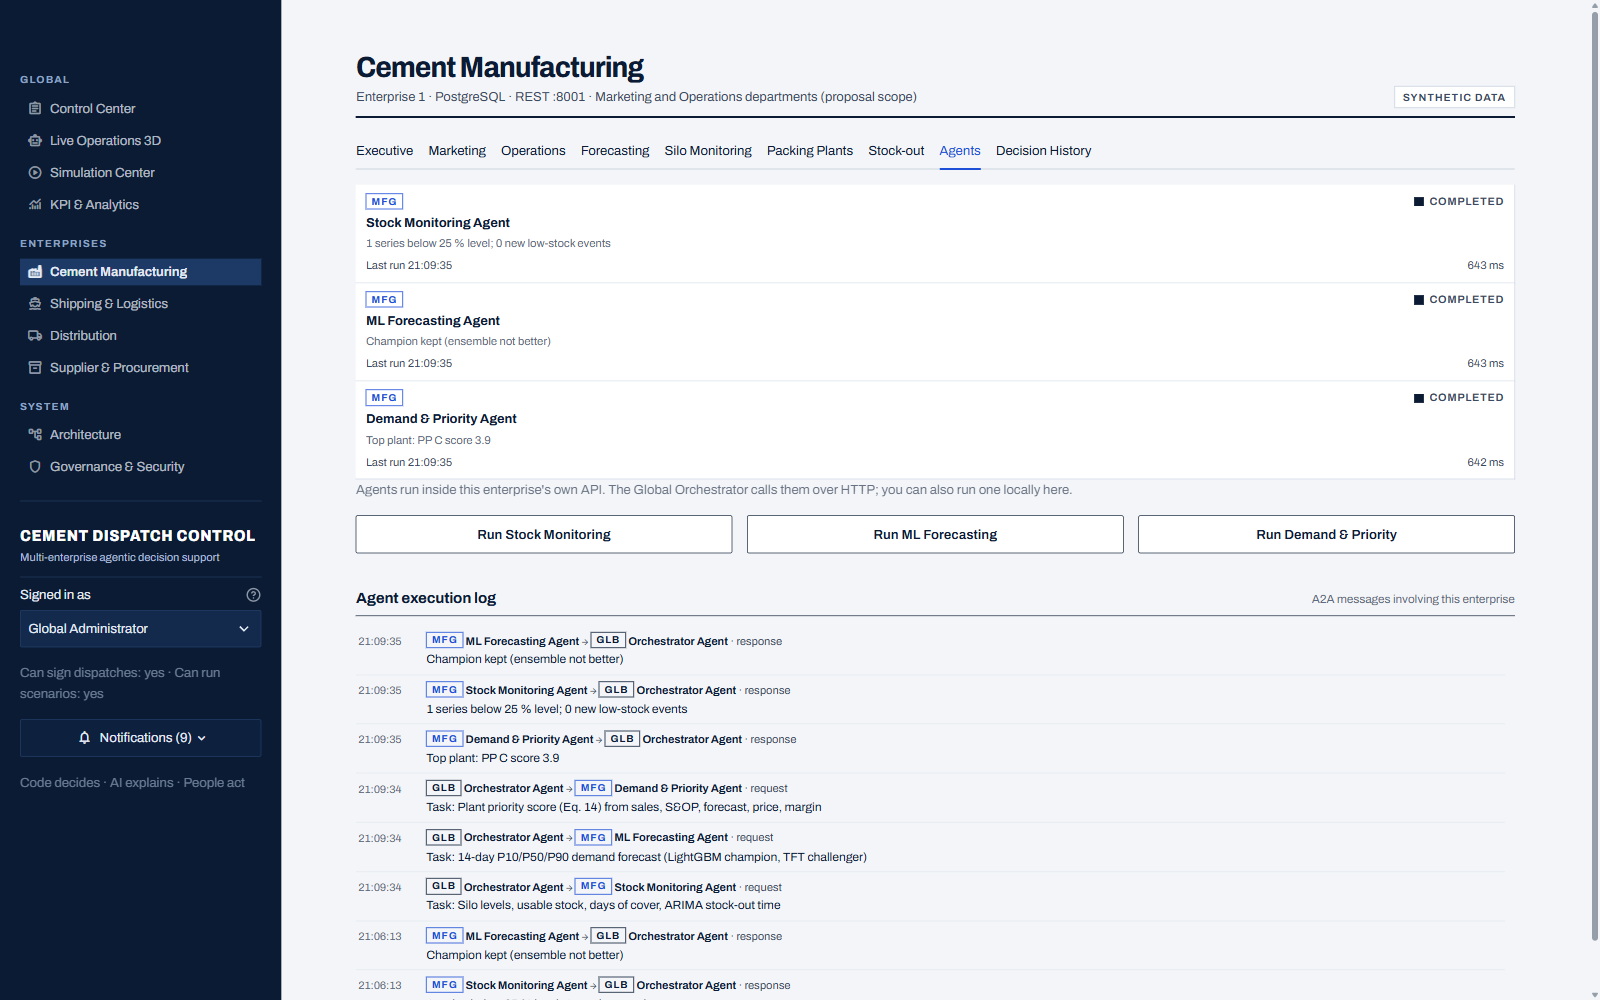 GLOBAL
Control Center
Live Operations 3D
Simulation Center
KPI & Analytics
ENTERPRISES
Cement Manufacturing
Shipping & Logistics
Distribution
Supplier & Procurement
SYSTEM
Architecture
Governance & Security
CEMENT DISPATCH CONTROL
Multi-enterprise agentic decision support
Signed in as
Global Administrator
Can sign dispatches: yes · Can run
scenarios: yes
Notifications (9)
Code decides · AI explains · People act
Cement Manufacturing
Enterprise 1 · PostgreSQL · REST :8001 · Marketing and Operations departments (proposal scope)
SYNTHETIC DATA
Executive Marketing Operations Forecasting Silo Monitoring Packing Plants Stock-out Agents Decision History
MFG COMPLETED
Stock Monitoring Agent
1 series below 25 % level; 0 new low-stock events
Last run 21:09:35 643 ms
MFG COMPLETED
ML Forecasting Agent
Champion kept (ensemble not better)
Last run 21:09:35 643 ms
MFG COMPLETED
Demand & Priority Agent
Top plant: PP C score 3.9
Last run 21:09:35 642 ms
Agents run inside this enterprise's own API. The Global Orchestrator calls them over HTTP; you can also run one locally here.
Run Stock Monitoring Run ML Forecasting Run Demand & Priority
Agent execution log A2A messages involving this enterprise
21:09:35 MFG ML Forecasting Agent → GLB Orchestrator Agent · response
Champion kept (ensemble not better)
21:09:35 MFG Stock Monitoring Agent → GLB Orchestrator Agent · response
1 series below 25 % level; 0 new low-stock events
21:09:35 MFG Demand & Priority Agent → GLB Orchestrator Agent · response
Top plant: PP C score 3.9
21:09:34 GLB Orchestrator Agent → MFG Demand & Priority Agent · request
Task: Plant priority score (Eq. 14) from sales, S&OP, forecast, price, margin
21:09:34 GLB Orchestrator Agent → MFG ML Forecasting Agent · request
Task: 14-day P10/P50/P90 demand forecast (LightGBM champion, TFT challenger)
21:09:34 GLB Orchestrator Agent → MFG Stock Monitoring Agent · request
Task: Silo levels, usable stock, days of cover, ARIMA stock-out time
21:06:13 MFG ML Forecasting Agent → GLB Orchestrator Agent · response
Champion kept (ensemble not better)
21:06:13 MFG Stock Monitoring Agent → GLB Orchestrator Agent · response